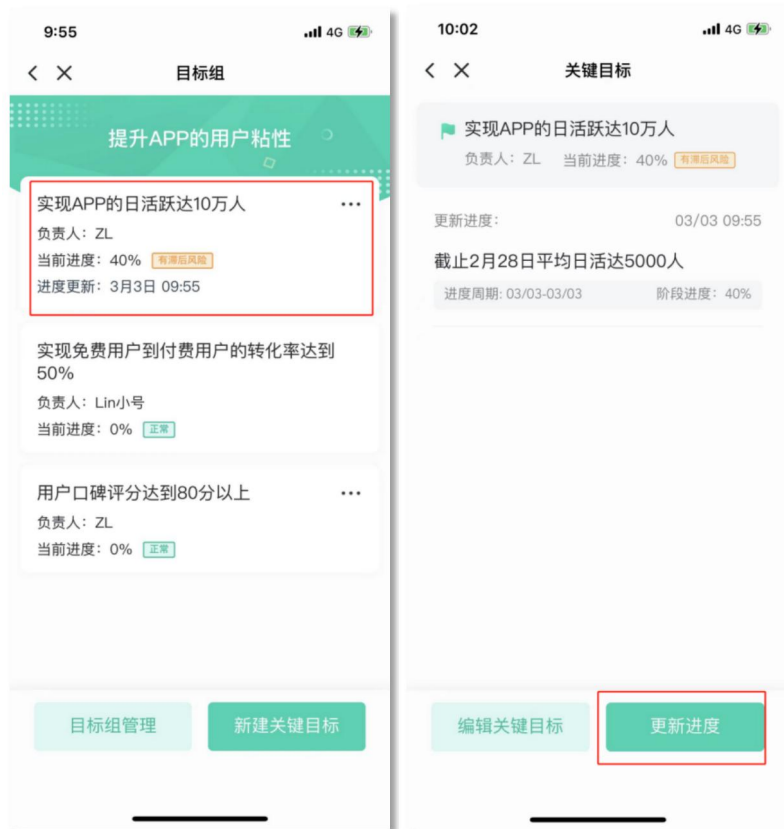 9:55
4G
目标组
提升APP的用户粘性
实现APP的日活跃达10万人
负责人：ZL
当前进度：40% 有滞后风险
进度更新：3月3日 09:55
实现免费用户到付费用户的转化率达到
50%
负责人：Lin小号
当前进度：0% 正常
用户口碑评分达到80分以上
负责人：ZL
当前进度：0% 正常
目标组管理
新建关键目标
10:02
4G
关键目标
实现APP的日活跃达10万人
负责人：ZL 当前进度：40% 有滞后风险
更新进度： 03/03 09:55
截止2月28日平均日活达5000人
进度周期: 03/03-03/03 阶段进度：40%
编辑关键目标
更新进度